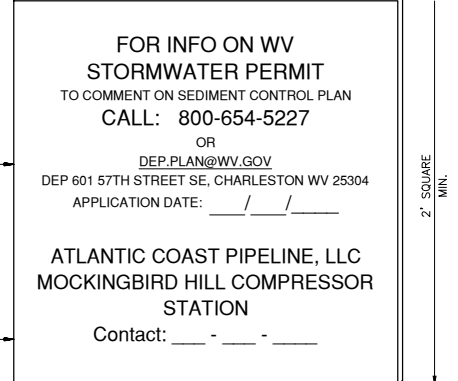 FOR INFO ON WV
STORMWATER PERMIT
TO COMMENT ON SEDIMENT CONTROL PLAN
CALL: 800-654-5227
OR
DEP.PLAN@WV.GOV
DEP 601 57TH STREET SE, CHARLESTON WV 25304
APPLICATION DATE: ____/____/_____
ATLANTIC COAST PIPELINE, LLC
MOCKINGBIRD HILL COMPRESSOR
STATION
Contact: ___ - ___ - ____
2' SQUARE
MIN.